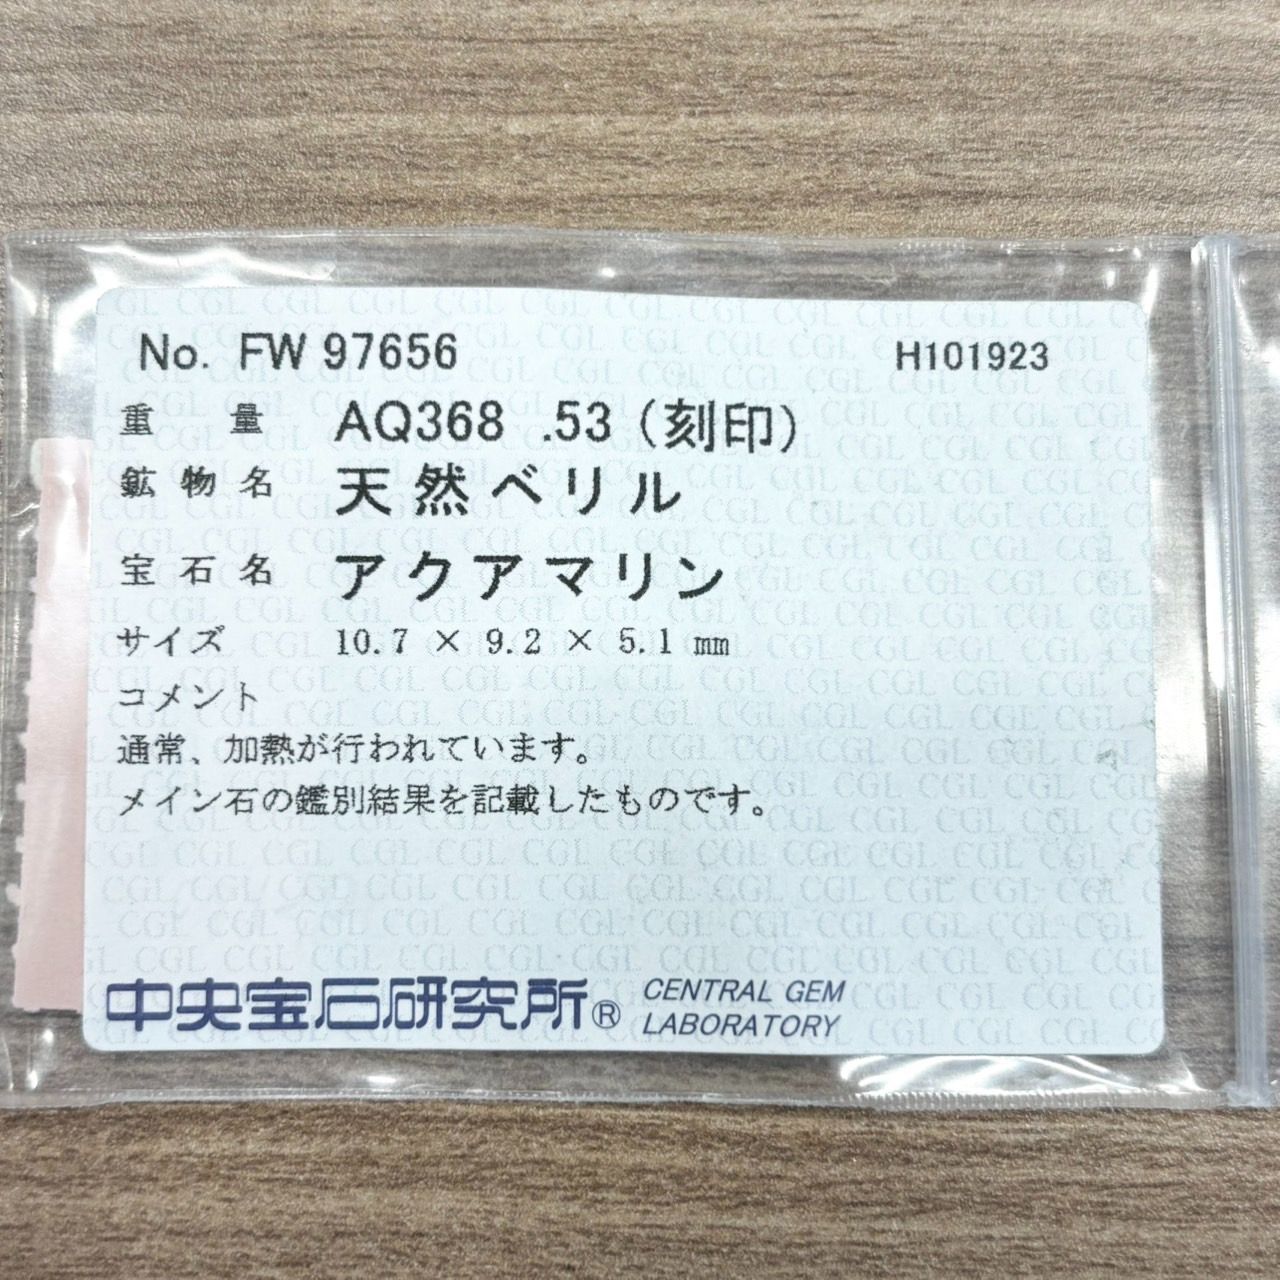 No. FW 97656 H101923
重量 AQ368 .53 (刻印)
鉱物名 天然ベリル
宝石名 アクアマリン
サイズ 10.7 × 9.2 × 5.1 mm
コメント
通常、加熱が行われています。
メイン石の鑑別結果を記載したものです。
中央宝石研究所® CENTRAL GEM
LABORATORY